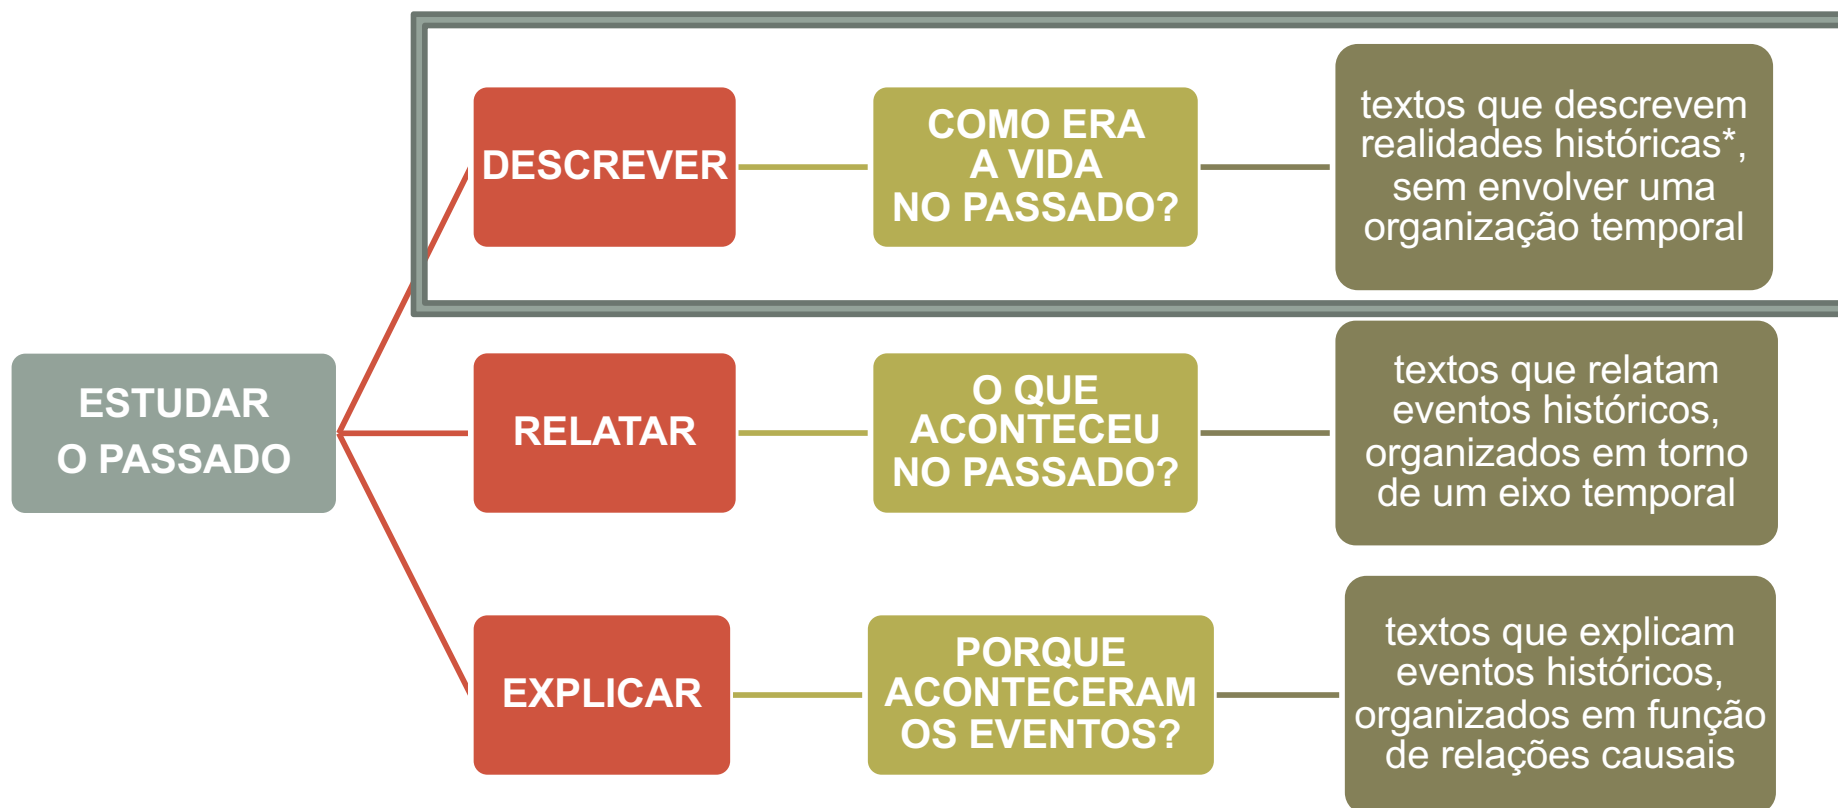 ESTUDAR
O PASSADO
DESCREVER
COMO ERA
A VIDA
NO PASSADO?
textos que descrevem
realidades históricas*,
sem envolver uma
organização temporal
RELATAR
O QUE
ACONTECEU
NO PASSADO?
textos que relatam
eventos históricos,
organizados em torno
de um eixo temporal
EXPLICAR
PORQUE
ACONTECERAM
OS EVENTOS?
textos que explicam
eventos históricos,
organizados em função
de relações causais